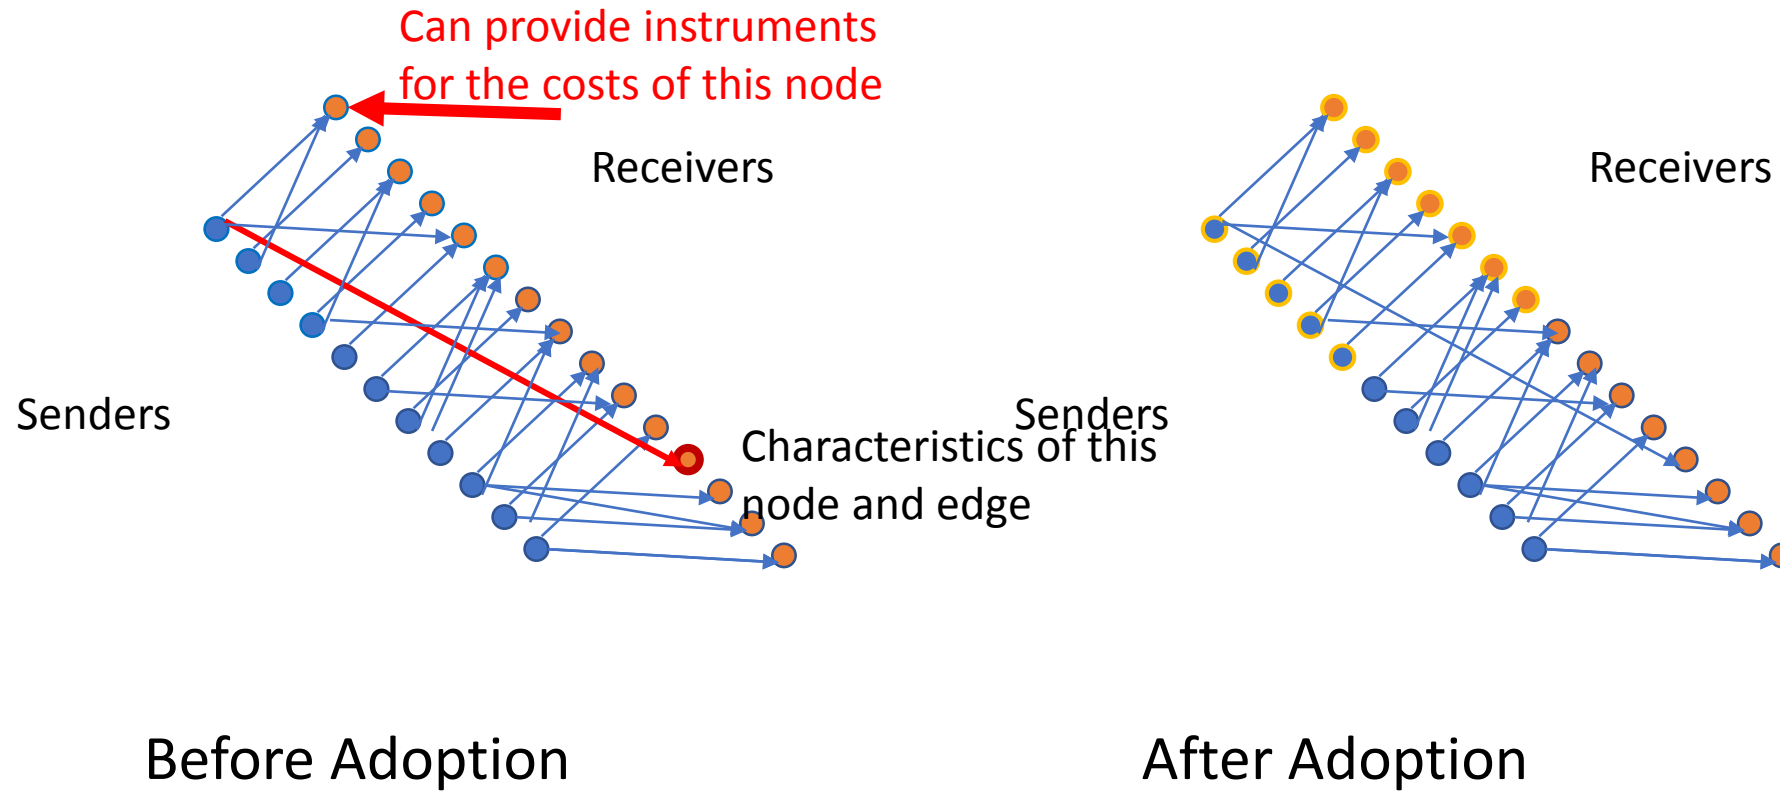 Can provide instruments
for the costs of this node
Receivers
Receivers
Senders
Senders
Characteristics of this
node and edge
Before Adoption
After Adoption